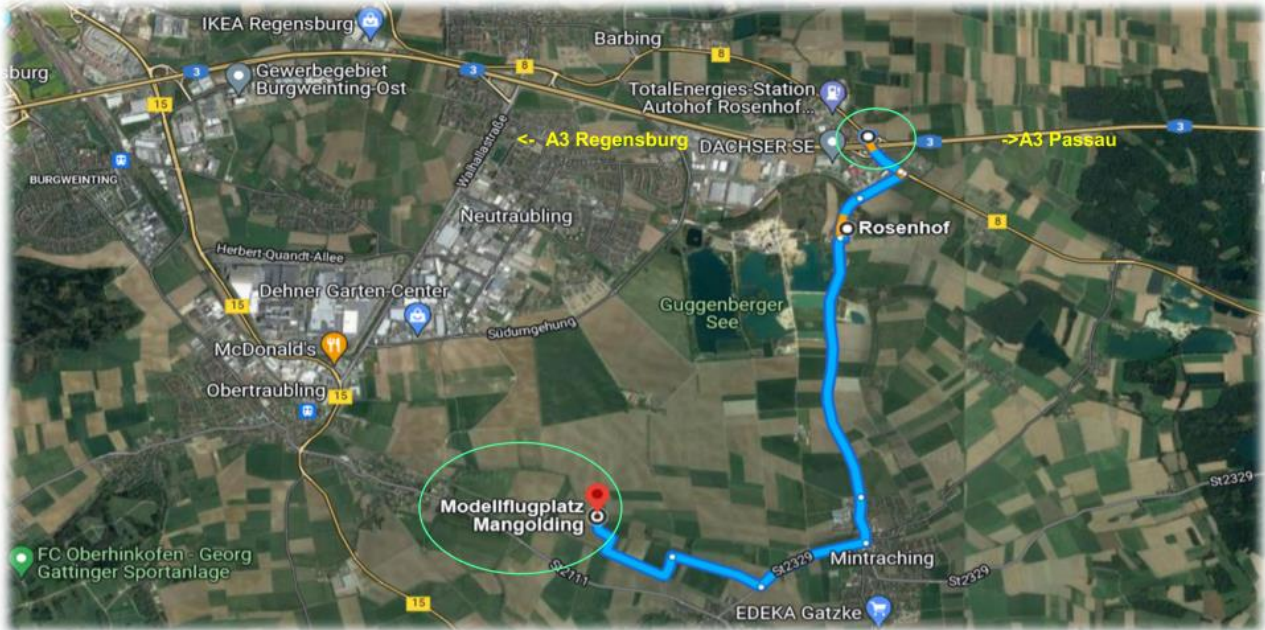 IKEA Regensburg
Barbing
8
8
3
3
sburg
Gewerbegebiet
Burgweinting-Ost
15
TotalEnergies-Station
Autohof Rosenhof...
<- A3 Regensburg
DACHSER SE
3
->A3 Passau
3
Walhallastraße
BURGWEINTING
Neutraubling
Rosenhof
8
Herbert-Quandt-Allee
Dehner Garten-Center
15
Guggenberger
See
Südumgehung
McDonald's
Obertraubling
15
St2329
Modellflugplatz
Mangolding
FC Oberhinkofen - Georg
Gattinger Sportanlage
St2111
St2329
Mintraching
St2329
15
EDEKA Gatzke